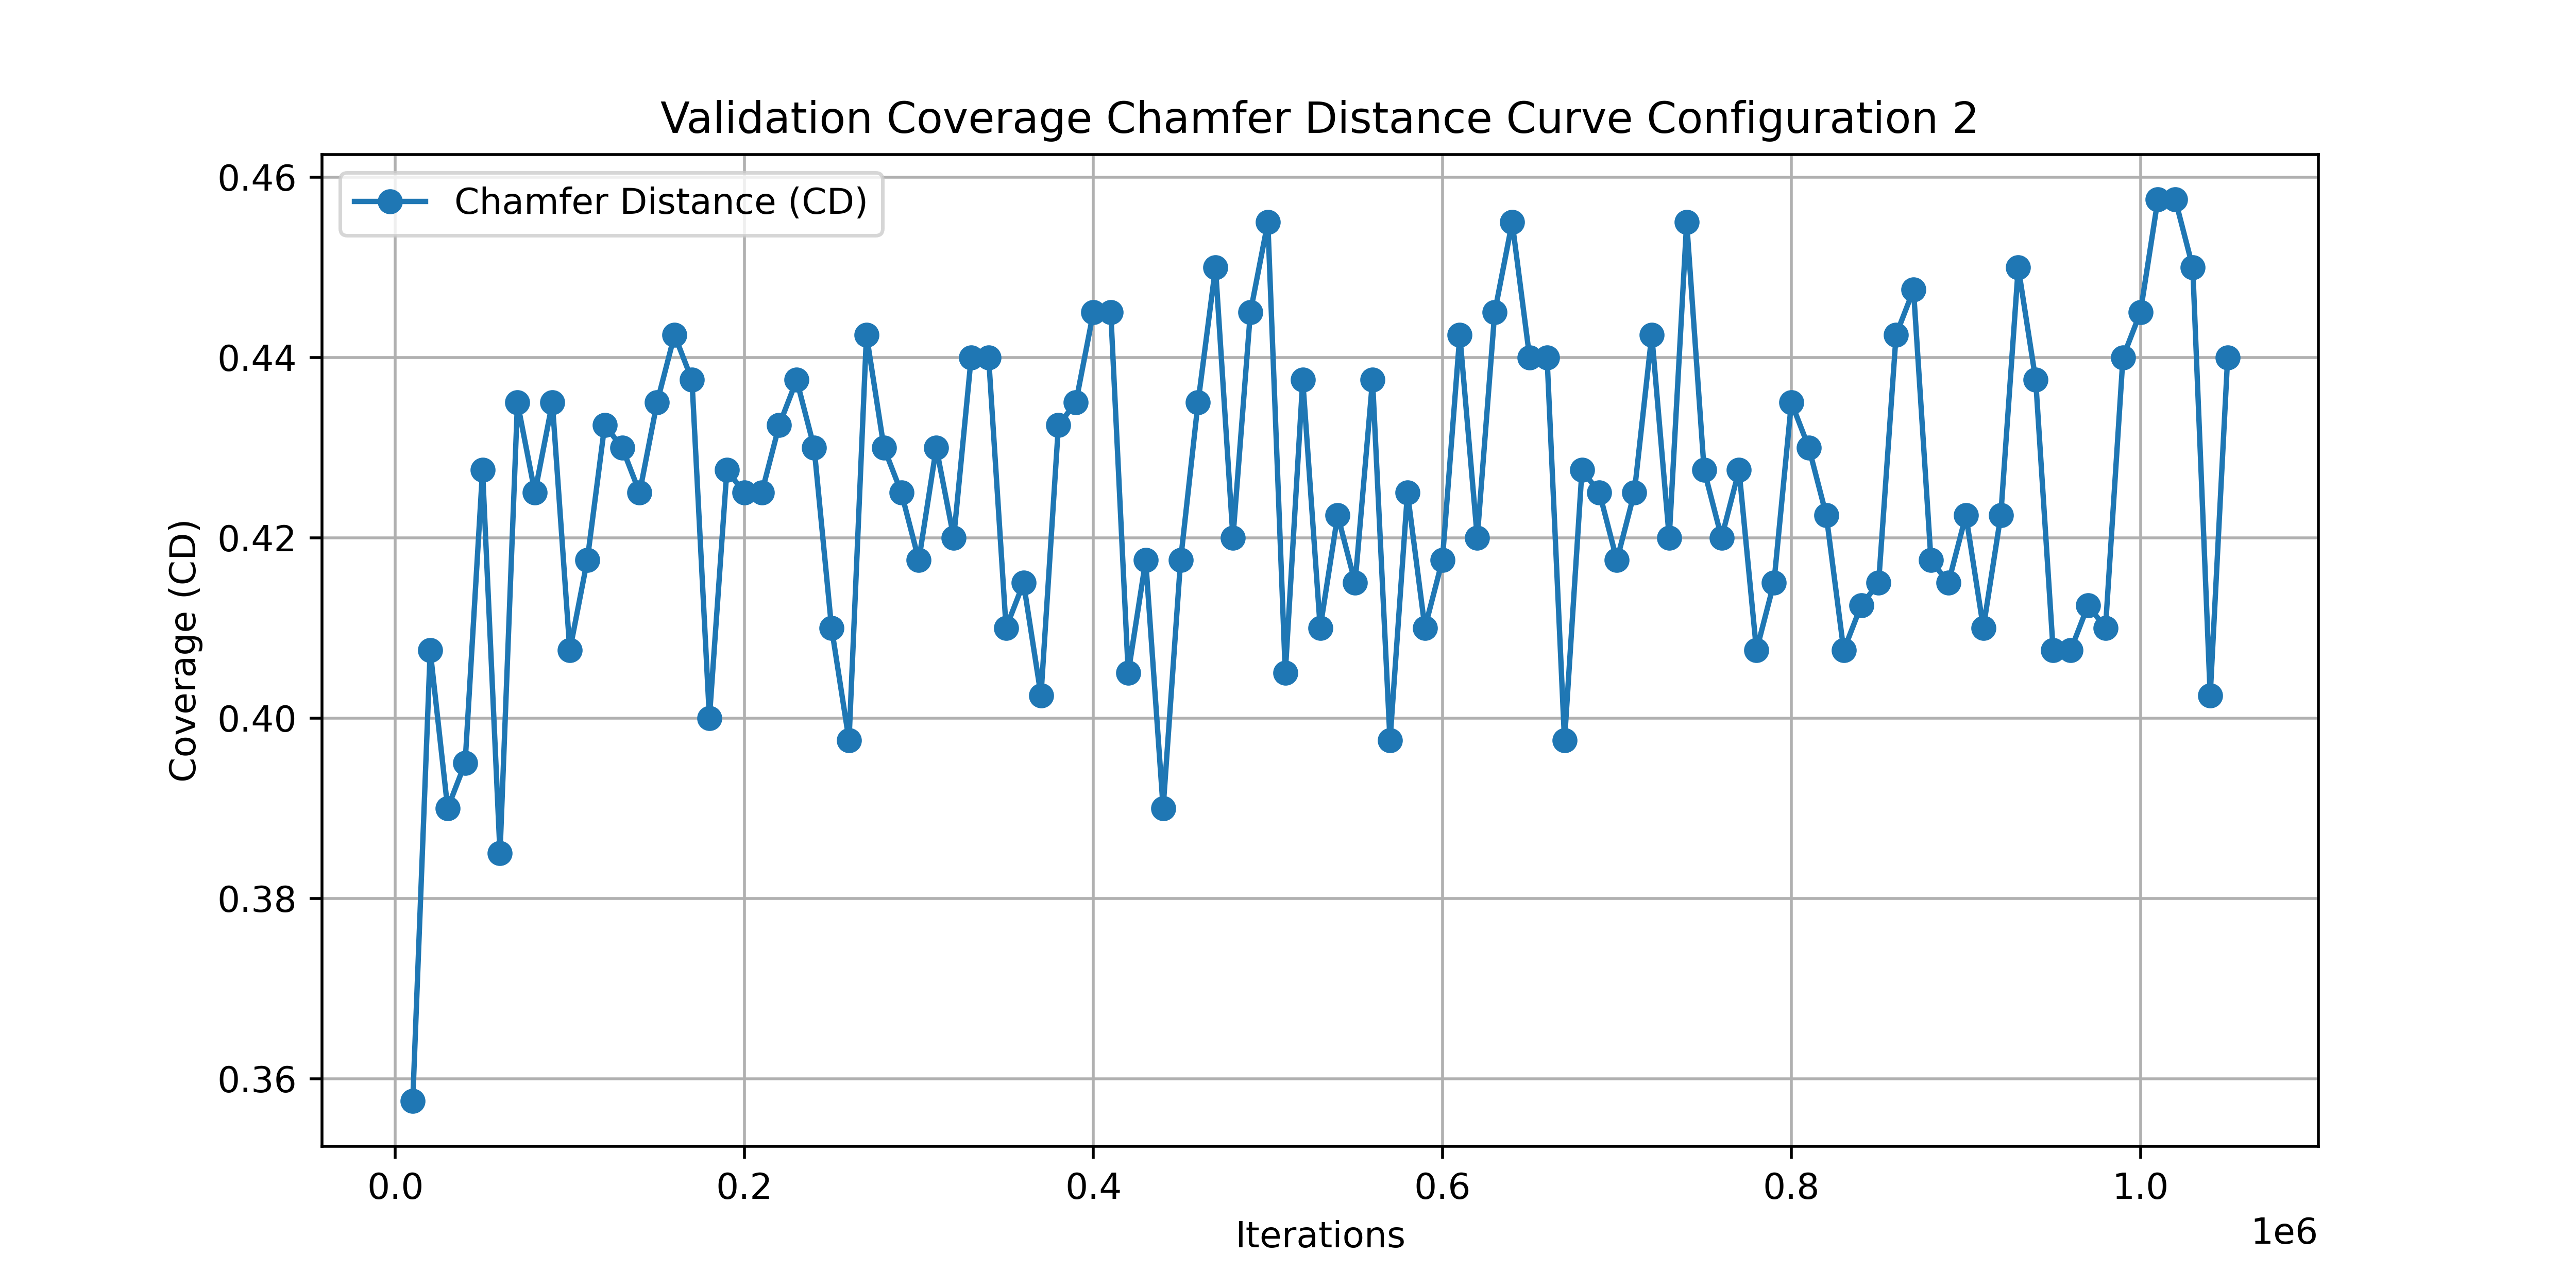 Validation Coverage Chamfer Distance Curve Configuration 2
Chamfer Distance (CD)
Coverage (CD)
0.46
0.44
0.42
0.40
0.38
0.36
0.0 0.2 0.4 0.6 0.8 1.0
1e6
Iterations